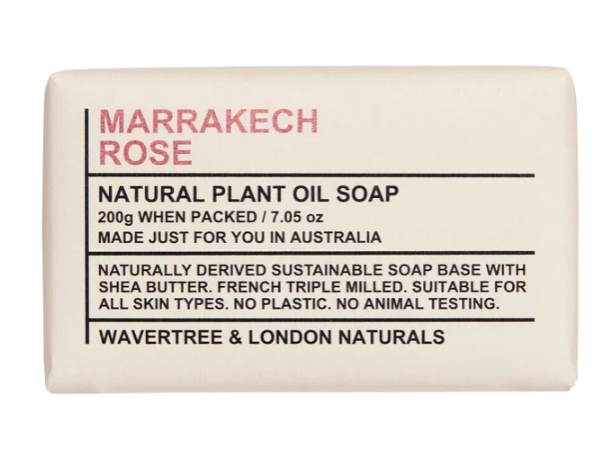 MARRAKECH
ROSE
NATURAL PLANT OIL SOAP
200g WHEN PACKED / 7.05 oz
MADE JUST FOR YOU IN AUSTRALIA
NATURALLY DERIVED SUSTAINABLE SOAP BASE WITH
SHEA BUTTER. FRENCH TRIPLE MILLED. SUITABLE FOR
ALL SKIN TYPES. NO PLASTIC. NO ANIMAL TESTING.
WAVERTREE & LONDON NATURALS